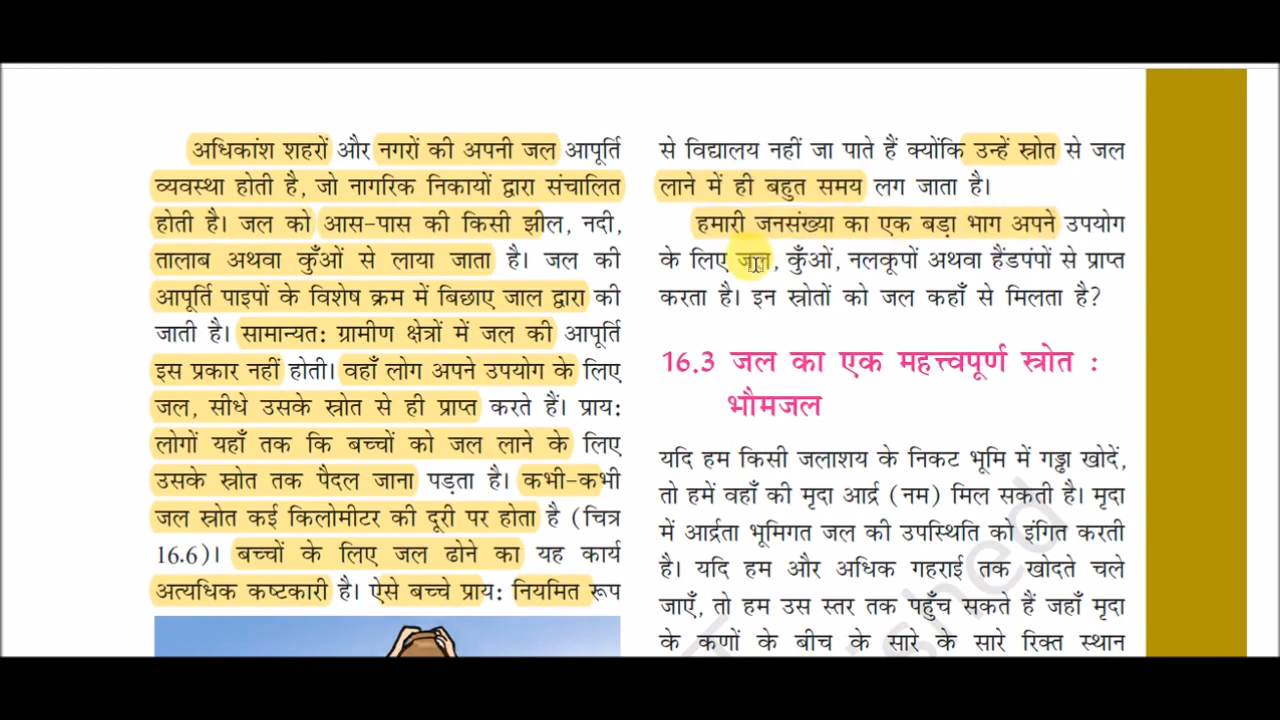 अधिकांश शहरों और नगरों की अपनी जल आपूर्ति
व्यवस्था होती है, जो नागरिक निकायों द्वारा संचालित
होती है। जल को आस-पास की किसी झील, नदी,
तालाब अथवा कुँओं से लाया जाता है। जल की
आपूर्ति पाइपों के विशेष क्रम में बिछाए जाल द्वारा की
जाती है। सामान्यत: ग्रामीण क्षेत्रों में जल की आपूर्ति
इस प्रकार नहीं होती। वहाँ लोग अपने उपयोग के लिए
जल, सीधे उसके स्रोत से ही प्राप्त करते हैं। प्राय:
लोगों यहाँ तक कि बच्चों को जल लाने के लिए
उसके स्रोत तक पैदल जाना पड़ता है। कभी-कभी
जल स्रोत कई किलोमीटर की दूरी पर होता है (चित्र
16.6)। बच्चों के लिए जल ढोने का यह कार्य
अत्यधिक कष्टकारी है। ऐसे बच्चे प्राय: नियमित रूप
से विद्यालय नहीं जा पाते हैं क्योंकि उन्हें स्रोत से जल
लाने में ही बहुत समय लग जाता है।
हमारी जनसंख्या का एक बड़ा भाग अपने उपयोग
के लिए जल, कुँओं, नलकूपों अथवा हैंडपंपों से प्राप्त
करता है। इन स्रोतों को जल कहाँ से मिलता है?
16.3 जल का एक महत्त्वपूर्ण स्रोत :
भौमजल
यदि हम किसी जलाशय के निकट भूमि में गड्ढा खोदें,
तो हमें वहाँ की मृदा आर्द्र (नम) मिल सकती है। मृदा
में आर्द्रता भूमिगत जल की उपस्थिति को इंगित करती
है। यदि हम और अधिक गहराई तक खोदते चले
जाएँ, तो हम उस स्तर तक पहुँच सकते हैं जहाँ मृदा
के कणों के बीच के सारे के सारे रिक्त स्थान